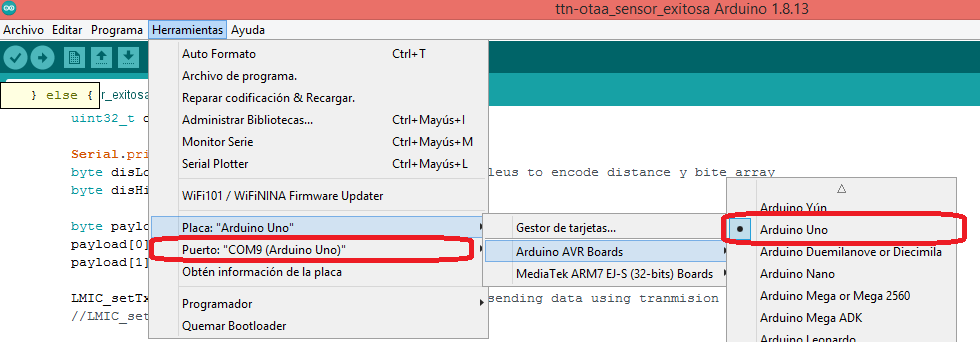 ttn-otaa_sensor_exitosa Arduino 1.8.13
Archivo Editar Programa Herramientas Ayuda
Auto Formato Ctrl+T
Archivo de programa.
} else { r_exitosa
Reparar codificación & Recargar.
uint32_t
Administrar Bibliotecas... Ctrl+Mayús+I
Monitor Serie Ctrl+Mayús+M
Serial.pri
Serial Plotter Ctrl+Mayús+L
byte disLo
leus to encode distance y bite array
byte disHi
WiFi101 / WiFiNINA Firmware Updater
△
Arduino Yún
byte paylo
Placa: "Arduino Uno"
Gestor de tarjetas...
Arduino Uno
payload[0]
Puerto: "COM9 (Arduino Uno)"
Arduino AVR Boards
Arduino Duemilanove or Diecimila
payload[1]
Obtén información de la placa
MediaTek ARM7 EJ-S (32-bits) Boards
Arduino Nano
LMIC_setTx
Programador
sending data using tranmision
Arduino Mega or Mega 2560
//LMIC_set
Quemar Bootloader
Arduino Mega ADK
Arduino Leonardo